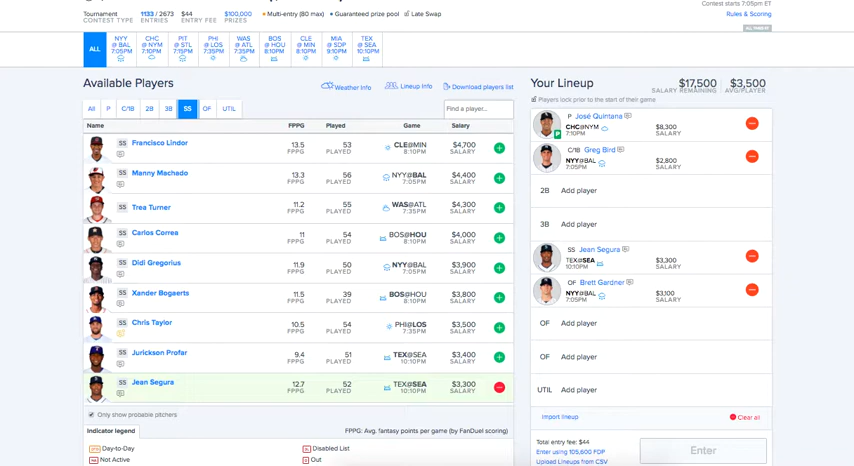 Tournament
CONTEST TYPE
1133 / 2673
ENTRIES
$44
ENTRY FEE
$100,000
PRIZES
Multi-entry (80 max)
Guaranteed prize pool
Late Swap
Contest starts 7:05pm ET
Rules & Scoring
ALL
NYY @ BAL 7:05PM
CHC @ NYM 7:10PM
PIT @ STL 7:15PM
PHI @ LOS 7:35PM
WAS @ ATL 7:35PM
BOS @ HOU 8:10PM
CLE @ MIN 8:10PM
MIA @ SDP 9:10PM
TEX @ SEA 10:10PM
Available Players
Weather Info
Lineup Info
Download players list
All P C/1B 2B 3B SS OF UTIL
Find a player...
Name FPPG Played Game Salary
SS Francisco Lindor 13.5 FPPG 53 PLAYED CLE@MIN 8:10PM $4,700 SALARY
SS Manny Machado 13.3 FPPG 56 PLAYED NYY@BAL 7:05PM $4,400 SALARY
SS Trea Turner 11.2 FPPG 55 PLAYED WAS@ATL 7:35PM $4,300 SALARY
SS Carlos Correa 11 FPPG 54 PLAYED BOS@HOU 8:10PM $4,000 SALARY
SS Didi Gregorius 11.9 FPPG 50 PLAYED NYY@BAL 7:05PM $3,900 SALARY
SS Xander Bogaerts 11.5 FPPG 39 PLAYED BOS@HOU 8:10PM $3,800 SALARY
SS Chris Taylor 10.5 FPPG 54 PLAYED PHI@LOS 7:35PM $3,500 SALARY
SS Jurickson Profar 9.4 FPPG 51 PLAYED TEX@SEA 10:10PM $3,400 SALARY
SS Jean Segura 12.7 FPPG 52 PLAYED TEX@SEA 10:10PM $3,300 SALARY
Only show probable pitchers
Indicator legend
FPPG: Avg. fantasy points per game (by FanDuel scoring)
Day-to-Day
Disabled List
Not Active
Out
Your Lineup
$17,500
SALARY REMAINING
$3,500
AVG/PLAYER
Players lock prior to the start of their game
P José Quintana
CHC@NYM
7:10PM
$8,300
SALARY
C/1B Greg Bird
NYY@BAL
7:05PM
$2,800
SALARY
2B Add player
3B Add player
SS Jean Segura
TEX@SEA
10:10PM
$3,300
SALARY
OF Brett Gardner
NYY@BAL
7:05PM
$3,100
SALARY
OF Add player
OF Add player
UTIL Add player
Import lineup
Clear all
Total entry fee: $44
Enter using 105,600 FDP
Upload Lineups from CSV
Enter